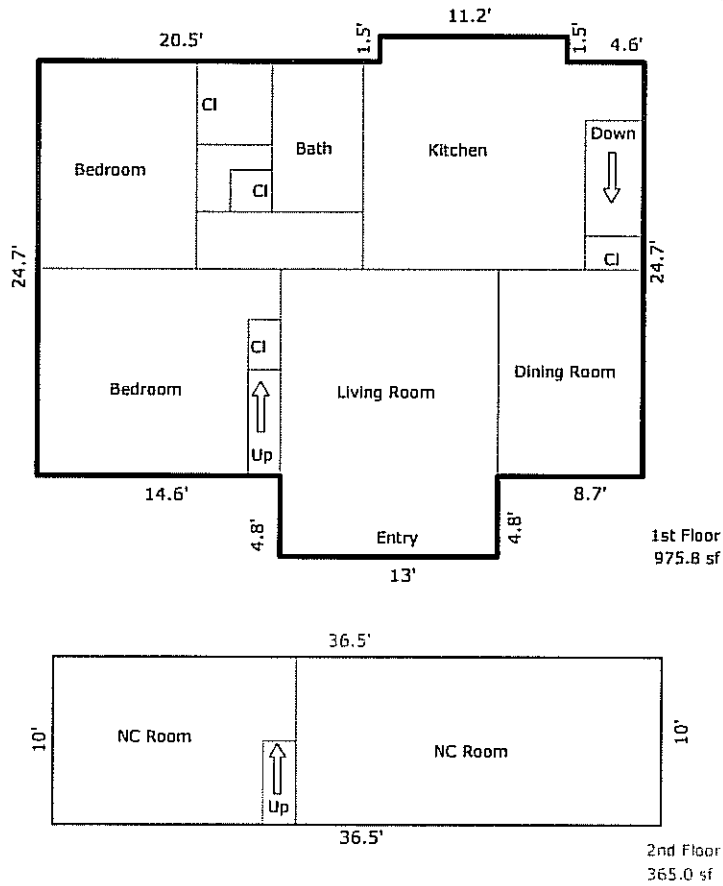 11.2'
20.5'
1.5'
1.5'
4.6'
Cl
Down
Bath
Kitchen
Bedroom
Cl
24.7'
24.7'
Cl
Cl
Dining Room
Bedroom
Living Room
Up
14.6'
8.7'
4.8'
4.8'
Entry
1st Floor
975.8 sf
13'
36.5'
10'
10'
NC Room
NC Room
Up
36.5'
2nd Floor
365.0 sf